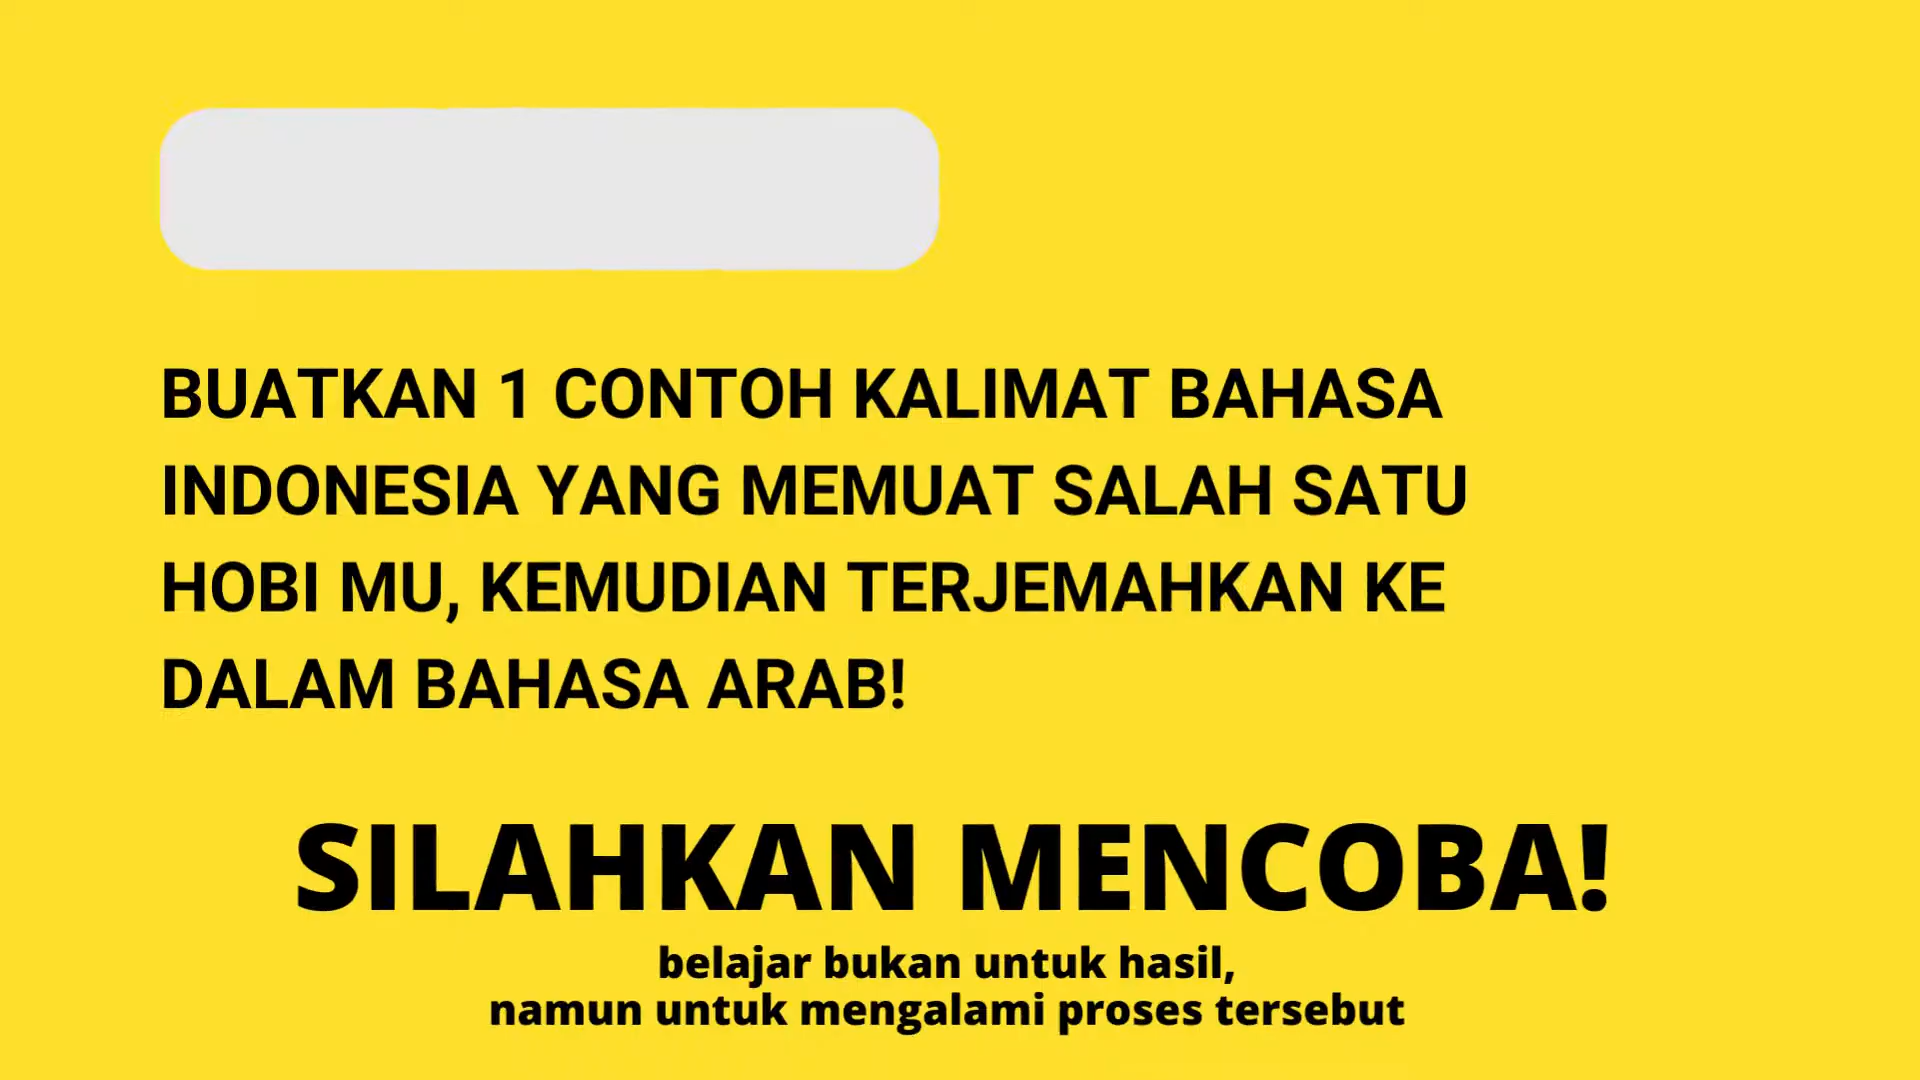 BUATKAN 1 CONTOH KALIMAT BAHASA
INDONESIA YANG MEMUAT SALAH SATU
HOBI MU, KEMUDIAN TERJEMAHKAN KE
DALAM BAHASA ARAB!
SILAHKAN MENCOBA!
belajar bukan untuk hasil,
namun untuk mengalami proses tersebut